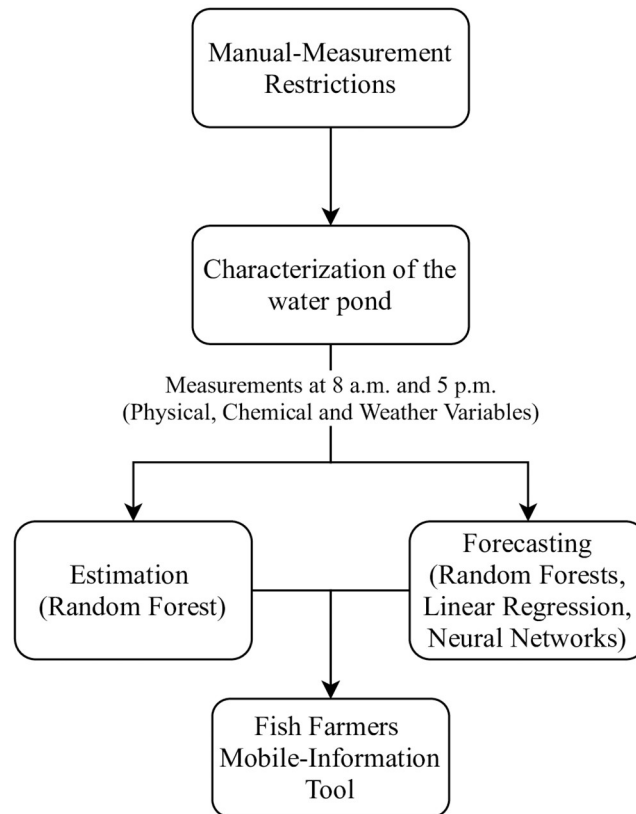 Manual-Measurement
Restrictions
Characterization of the
water pond
Measurements at 8 a.m. and 5 p.m.
(Physical, Chemical and Weather Variables)
Estimation
(Random Forest)
Forecasting
(Random Forests,
Linear Regression,
Neural Networks)
Fish Farmers
Mobile-Information
Tool